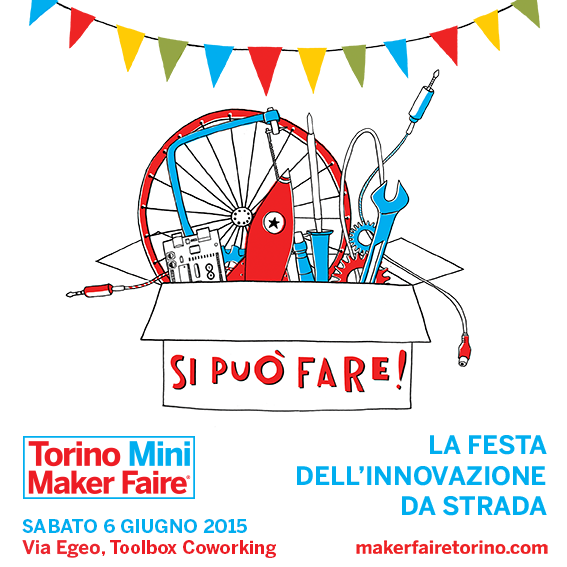 SI PUÒ FARE!
Torino Mini
Maker Faire®
SABATO 6 GIUGNO 2015
Via Egeo, Toolbox Coworking
LA FESTA
DELL'INNOVAZIONE
DA STRADA
makerfairetorino.com